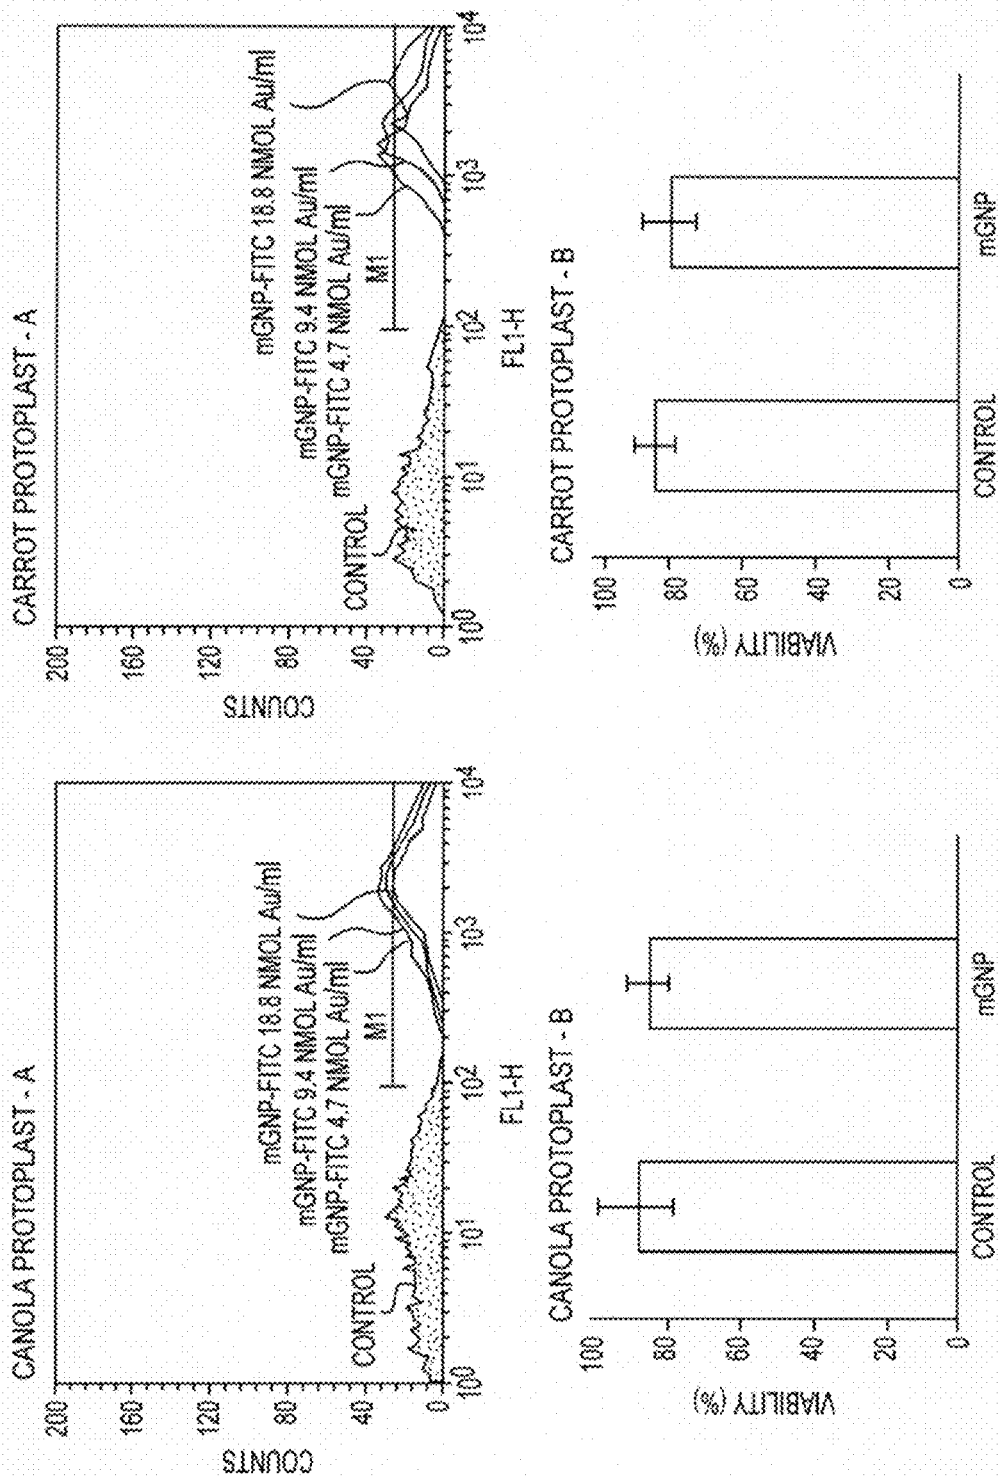 CANOLA PROTOPLAST - A
COUNTS
200
160
120
80
40
0
CONTROL
mGNP-FITC 18.8 NMOL Au/ml
mGNP-FITC 9.4 NMOL Au/ml
mGNP-FITC 4.7 NMOL Au/ml
M1
10⁰
10¹
10²
10³
10⁴
FL1-H
CARROT PROTOPLAST - A
COUNTS
200
160
120
80
40
0
CONTROL
mGNP-FITC 18.8 NMOL Au/ml
mGNP-FITC 9.4 NMOL Au/ml
mGNP-FITC 4.7 NMOL Au/ml
M1
10⁰
10¹
10²
10³
10⁴
FL1-H
CANOLA PROTOPLAST - B
VIABILITY (%)
100
80
60
40
20
0
CONTROL
mGNP
CARROT PROTOPLAST - B
VIABILITY (%)
100
80
60
40
20
0
CONTROL
mGNP